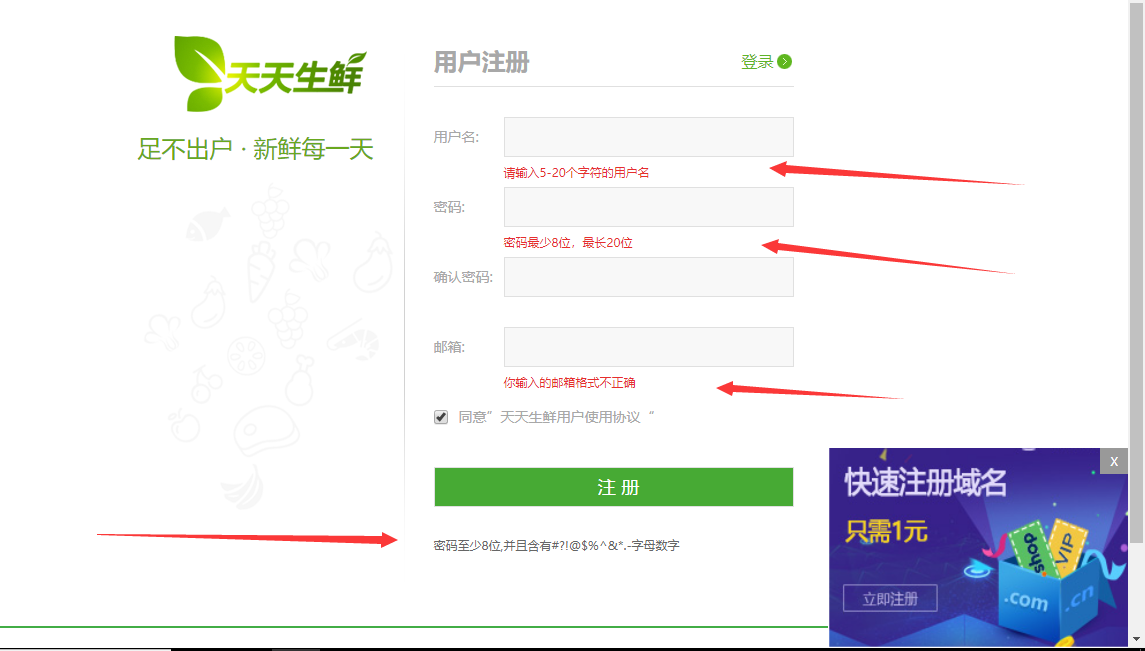 天天生鲜
足不出户 · 新鲜每一天
用户注册
登录
用户名:
请输入5-20个字符的用户名
密码:
密码最少8位，最长20位
确认密码:
邮箱:
你输入的邮箱格式不正确
同意”天天生鲜用户使用协议“
注 册
密码至少8位,并且含有#?!@$%^&*.-字母数字
X
快速注册域名
只需1元
立即注册
shop
VIP
.com
.cn